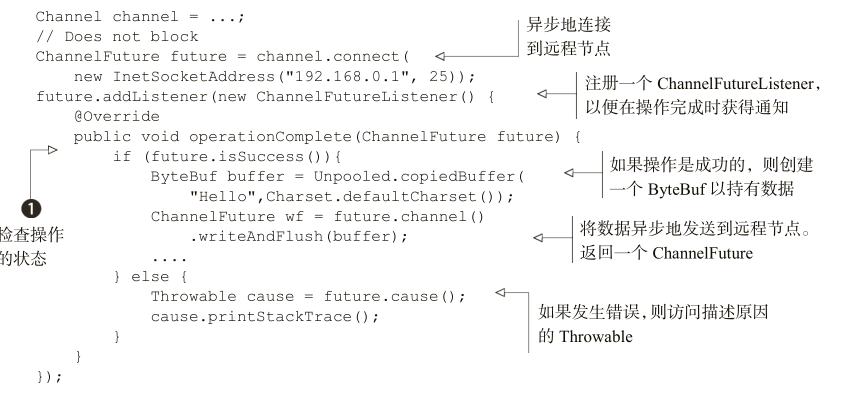 Channel channel = ...;
// Does not block
ChannelFuture future = channel.connect(
new InetSocketAddress("192.168.0.1", 25));
future.addListener(new ChannelFutureListener() {
@Override
public void operationComplete(ChannelFuture future) {
if (future.isSuccess()){
ByteBuf buffer = Unpooled.copiedBuffer(
"Hello",Charset.defaultCharset());
ChannelFuture wf = future.channel()
.writeAndFlush(buffer);
....
} else {
Throwable cause = future.cause();
cause.printStackTrace();
}
}
});
异步地连接
到远程节点
注册一个 ChannelFutureListener,
以便在操作完成时获得通知
❶
检查操作
的状态
如果操作是成功的，则创建
一个 ByteBuf 以持有数据
将数据异步地发送到远程节点。
返回一个 ChannelFuture
如果发生错误，则访问描述原因
的 Throwable